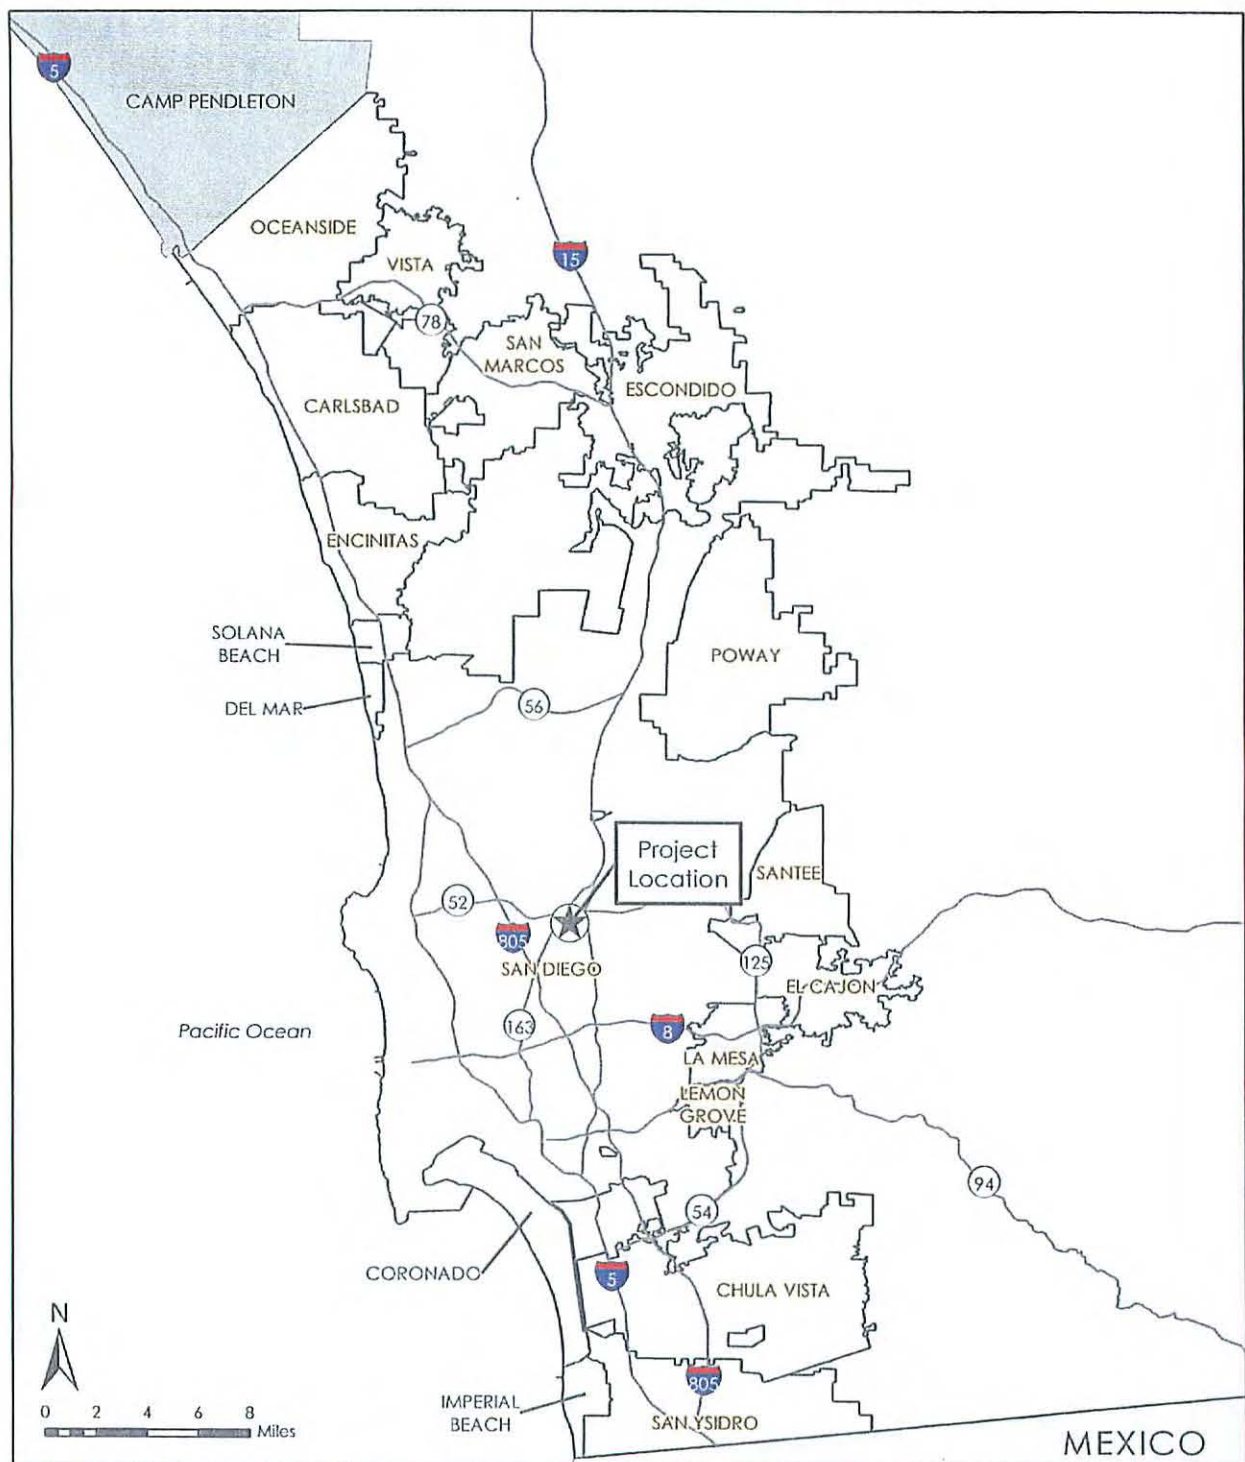 5
CAMP PENDLETON
OCEANSIDE
VISTA
15
78
SAN
MARCOS
ESCONDIDO
CARLSBAD
ENCINITAS
SOLANA
BEACH
POWAY
DEL MAR
56
Project
Location
SANTEE
52
805
125
SAN DIEGO
EL CAJON
163
8
Pacific Ocean
LA MESA
LEMON
GROVE
94
54
CORONADO
5
CHULA VISTA
N
805
0 2 4 6 8
Miles
IMPERIAL
BEACH
SAN YSIDRO
MEXICO